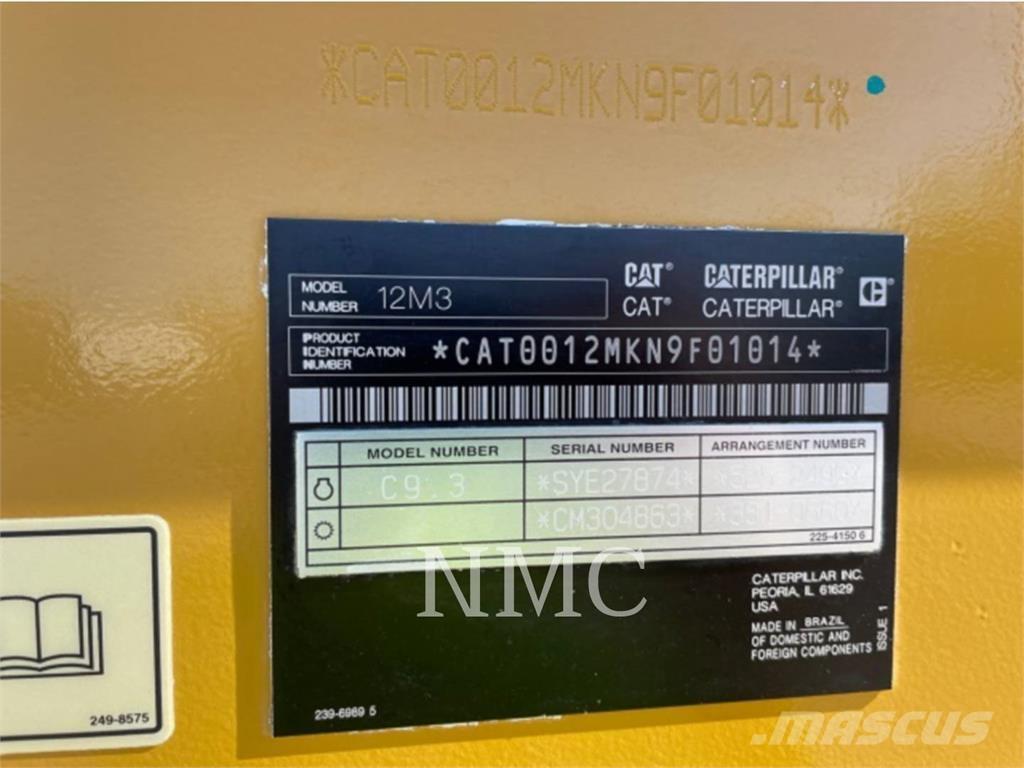 *CAT0012MKN9F01014*
MODEL
NUMBER 12M3
CAT® CATERPILLAR®
CAT® CATERPILLAR®
PRODUCT
IDENTIFICATION
NUMBER
*CAT0012MKN9F01014*
MODEL NUMBER SERIAL NUMBER ARRANGEMENT NUMBER
C9.3 *SYE27874*
*CM304863*
225-4150 6
NMC
CATERPILLAR INC.
PEORIA, IL 61629
USA
MADE IN BRAZIL
OF DOMESTIC AND
FOREIGN COMPONENTS
ISSUE 1
239-6969 5
249-8575
MASCUS